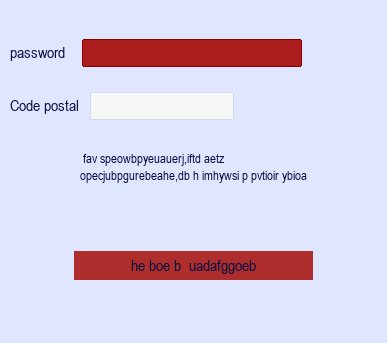 password
Code postal
fav speowbpyeuauerj,iftd aetz
opecjubpgurebeahe,db h imhywsi p pvtioir ybioa
he boe b uadafggoeb